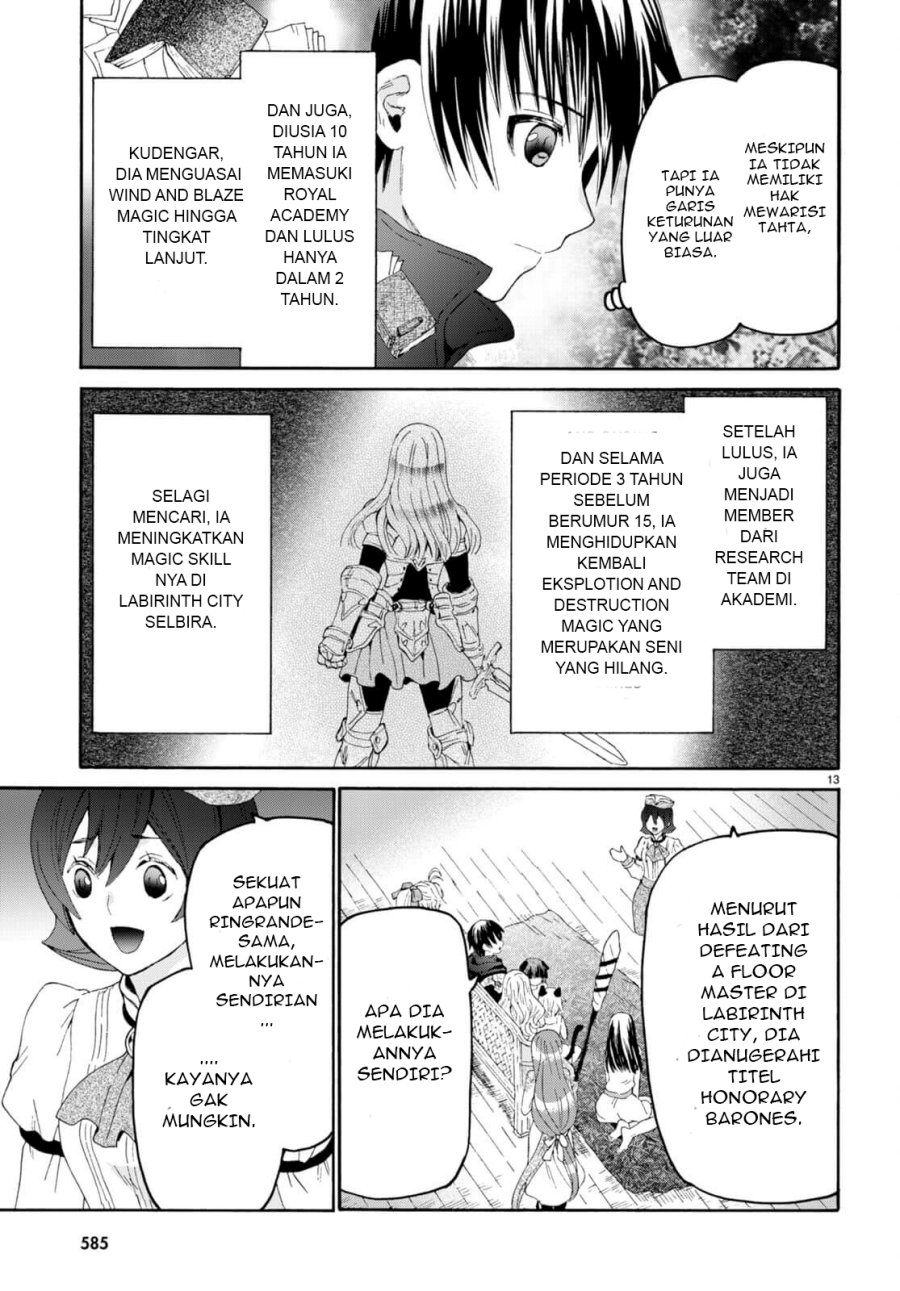 MESKIPUN
IA TIDAK
MEMILIKI
HAK
MEWARISI
TAHTA,
TAPI IA
PUNYA
GARIS
KETURUNAN
YANG LUAR
BIASA.
DAN JUGA,
DIUSIA 10
TAHUN IA
MEMASUKI
ROYAL
ACADEMY
DAN LULUS
HANYA
DALAM 2
TAHUN.
KUDENGAR,
DIA MENGUASAI
WIND AND BLAZE
MAGIC HINGGA
TINGKAT
LANJUT.
SETELAH
LULUS, IA
JUGA
MENJADI
MEMBER
DARI
RESEARCH
TEAM DI
AKADEMI.
DAN SELAMA
PERIODE 3 TAHUN
SEBELUM
BERUMUR 15, IA
MENGHIDUPKAN
KEMBALI
EKSPLOTION AND
DESTRUCTION
MAGIC YANG
MERUPAKAN SENI
YANG HILANG.
SELAGI
MENCARI, IA
MENINGKATKAN
MAGIC SKILL
NYA DI
LABIRINTH CITY
SELBIRA.
13
MENURUT
HASIL DARI
DEFEATING
A FLOOR
MASTER DI
LABIRINTH
CITY, DIA
DIANUGERAHI
TITEL
HONORARY
BARONES.
APA DIA
MELAKUK-
ANNYA
SENDIRI?
SEKUAT
APAPUN
RINGRANDE-
SAMA,
MELAKUKAN-
NYA
SENDIRIAN
...
....
KAYANYA
GAK
MUNGKIN.
585